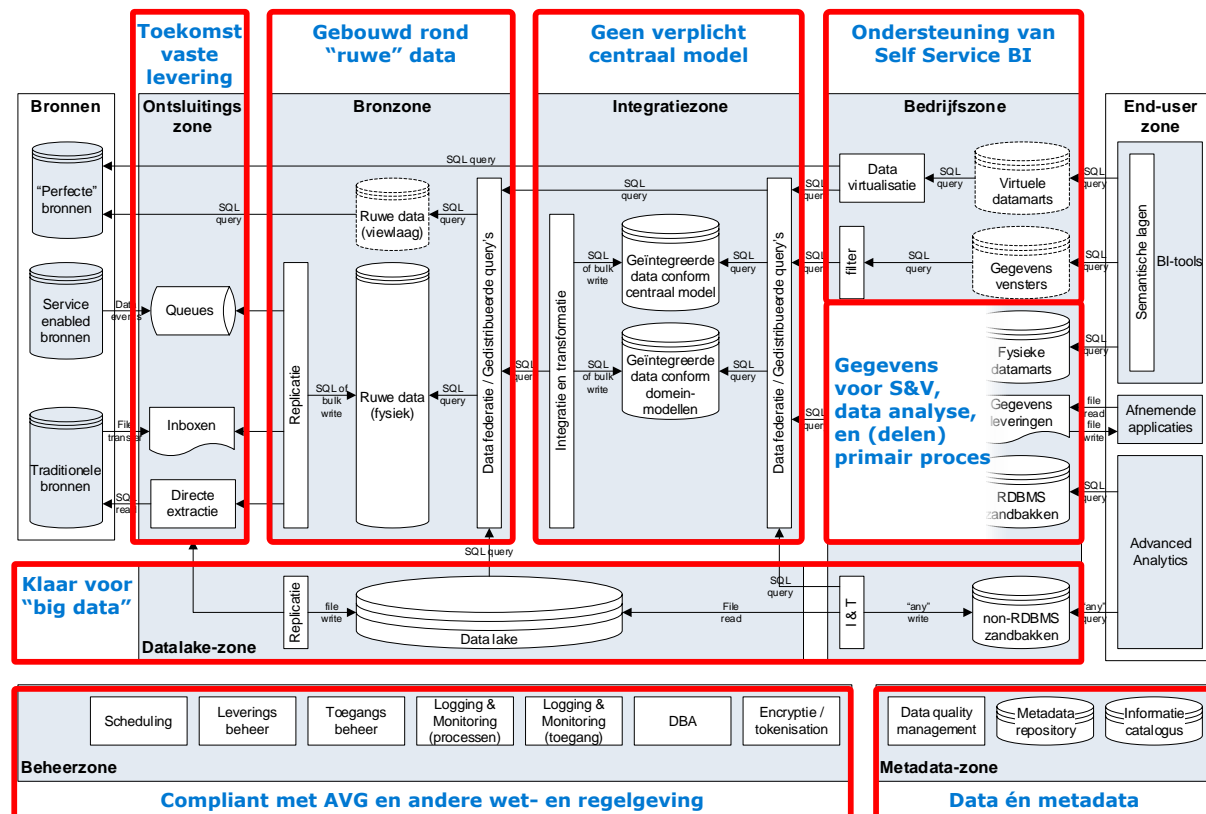 Toekomst
vaste
levering
Gebouwd rond
“ruwe” data
Geen verplicht
centraal model
Ondersteuning van
Self Service BI
Bronnen
Ontsluitings
zone
Bronzone
Integratiezone
Bedrijfszone
End-user
zone
“Perfecte”
bronnen
Service
enabled
bronnen
Traditionele
bronnen
Data
events
File
transfer
SQL
read
Queues
Inboxen
Directe
extractie
Replicatie
SQL of
bulk
write
SQL query
SQL
query
Ruwe data
(viewlaag)
Ruwe data
(fysiek)
SQL
query
SQL
query
Data federatie / Gedistribueerde query's
SQL
query
SQL
query
Integratie en transformatie
SQL
of bulk
write
SQL
of bulk
write
Geïntegreerde
data conform
centraal model
Geïntegreerde
data conform
domein-
modellen
SQL
query
SQL
query
Data federatie / Gedistribueerde query's
SQL
query
SQL
query
SQL
query
Data
virtualisatie
SQL
query
Virtuele
datamarts
SQL
query
filter
SQL
query
Gegevens
vensters
SQL
query
Semantische lagen
BI-tools
Gegevens
voor S&V,
data analyse,
en (delen)
primair proces
Fysieke
datamarts
SQL
query
Gegevens
leveringen
file
read
file
write
Afnemende
applicaties
RDBMS
zandbakken
SQL
query
Advanced
Analytics
Klaar voor
“big data”
Datalake-zone
Replicatie
file
write
Data lake
SQL query
File
read
SQL
query
I & T
“any”
write
non-RDBMS
zandbakken
“any”
query
Scheduling
Leverings
beheer
Toegangs
beheer
Logging &
Monitoring
(processen)
Logging &
Monitoring
(toegang)
DBA
Encryptie /
tokenisation
Beheerzone
Compliant met AVG en andere wet- en regelgeving
Data quality
management
Metadata
repository
Informatie
catalogus
Metadata-zone
Data én metadata